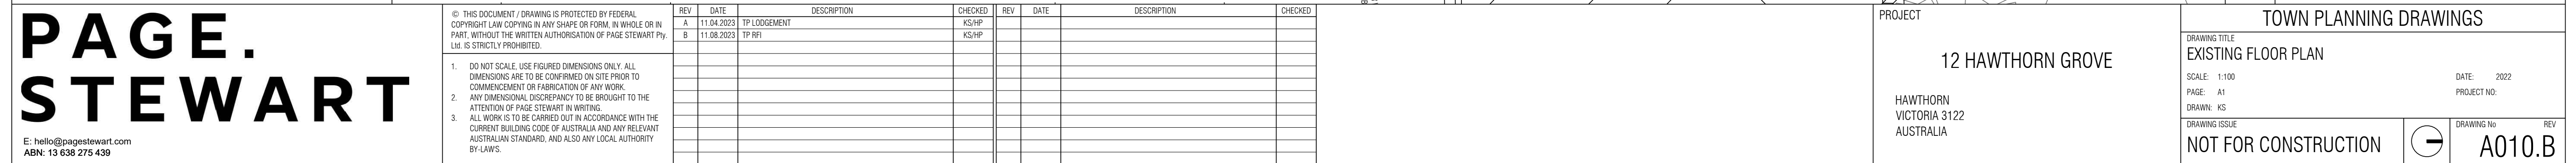 PAGE.
STEWART
E: hello@pagestewart.com
ABN: 13 638 275 439
© THIS DOCUMENT / DRAWING IS PROTECTED BY FEDERAL
COPYRIGHT LAW COPYING IN ANY SHAPE OR FORM, IN WHOLE OR IN
PART, WITHOUT THE WRITTEN AUTHORISATION OF PAGE STEWART Pty.
Ltd. IS STRICTLY PROHIBITED.
1. DO NOT SCALE, USE FIGURED DIMENSIONS ONLY. ALL
DIMENSIONS ARE TO BE CONFIRMED ON SITE PRIOR TO
COMMENCEMENT OR FABRICATION OF ANY WORK.
2. ANY DIMENSIONAL DISCREPANCY TO BE BROUGHT TO THE
ATTENTION OF PAGE STEWART IN WRITING.
3. ALL WORK IS TO BE CARRIED OUT IN ACCORDANCE WITH THE
CURRENT BUILDING CODE OF AUSTRALIA AND ANY RELEVANT
AUSTRALIAN STANDARD, AND ALSO ANY LOCAL AUTHORITY
BY-LAW'S.
REV DATE DESCRIPTION CHECKED
A 11.04.2023 TP LODGEMENT KS/HP
B 11.08.2023 TP RFI KS/HP
REV DATE DESCRIPTION CHECKED
PROJECT
12 HAWTHORN GROVE
HAWTHORN
VICTORIA 3122
AUSTRALIA
TOWN PLANNING DRAWINGS
DRAWING TITLE
EXISTING FLOOR PLAN
SCALE: 1:100 DATE: 2022
PAGE: A1 PROJECT NO:
DRAWN: KS
DRAWING ISSUE
NOT FOR CONSTRUCTION
DRAWING No REV
A010.B